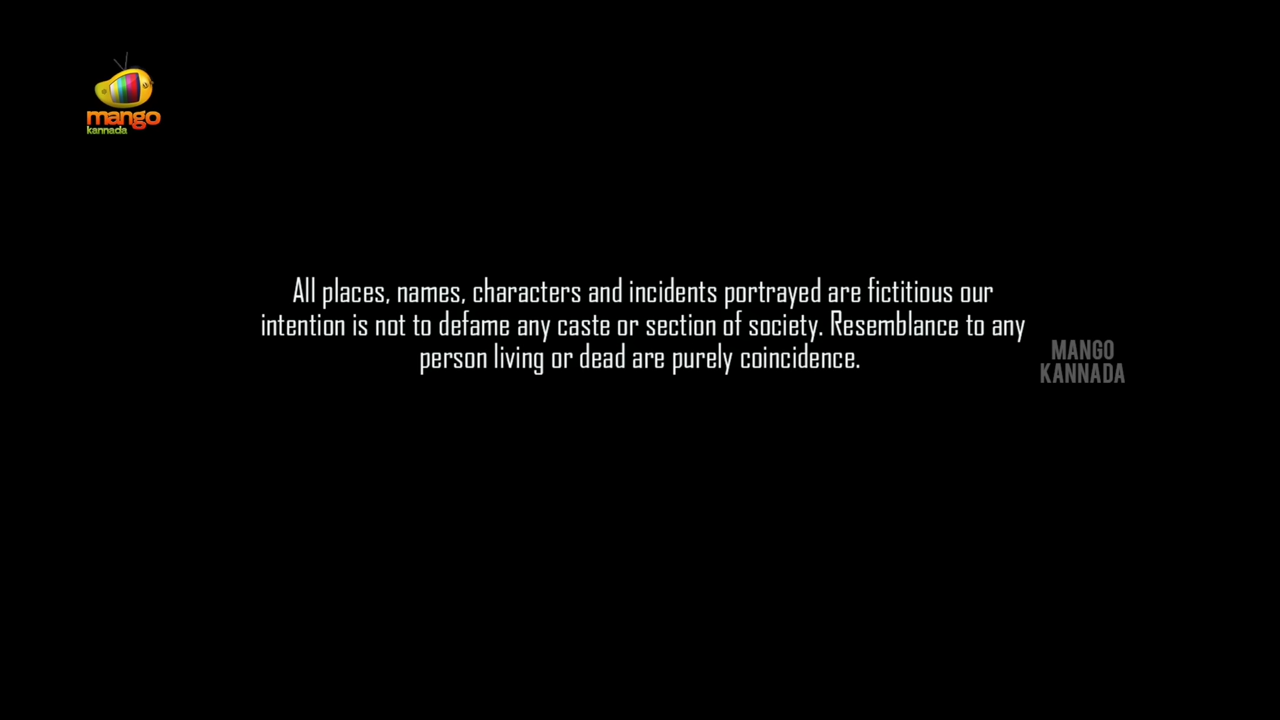 mango
kannada
All places, names, characters and incidents portrayed are fictitious our
intention is not to defame any caste or section of society. Resemblance to any
person living or dead are purely coincidence.
MANGO
KANNADA